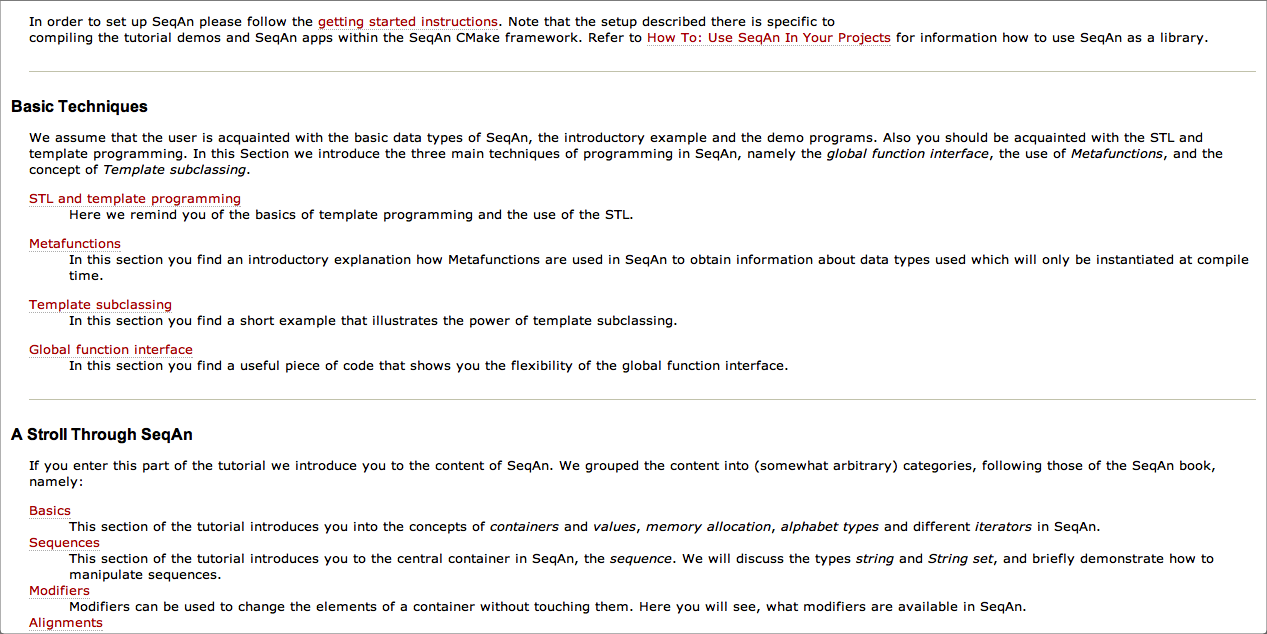 In order to set up SeqAn please follow the getting started instructions. Note that the setup described there is specific to
compiling the tutorial demos and SeqAn apps within the SeqAn CMake framework. Refer to How To: Use SeqAn In Your Projects for information how to use SeqAn as a library.
Basic Techniques
We assume that the user is acquainted with the basic data types of SeqAn, the introductory example and the demo programs. Also you should be acquainted with the STL and
template programming. In this Section we introduce the three main techniques of programming in SeqAn, namely the global function interface, the use of Metafunctions, and the
concept of Template subclassing.
STL and template programming
Here we remind you of the basics of template programming and the use of the STL.
Metafunctions
In this section you find an introductory explanation how Metafunctions are used in SeqAn to obtain information about data types used which will only be instantiated at compile
time.
Template subclassing
In this section you find a short example that illustrates the power of template subclassing.
Global function interface
In this section you find a useful piece of code that shows you the flexibility of the global function interface.
A Stroll Through SeqAn
If you enter this part of the tutorial we introduce you to the content of SeqAn. We grouped the content into (somewhat arbitrary) categories, following those of the SeqAn book,
namely:
Basics
This section of the tutorial introduces you into the concepts of containers and values, memory allocation, alphabet types and different iterators in SeqAn.
Sequences
This section of the tutorial introduces you to the central container in SeqAn, the sequence. We will discuss the types string and String set, and briefly demonstrate how to
manipulate sequences.
Modifiers
Modifiers can be used to change the elements of a container without touching them. Here you will see, what modifiers are available in SeqAn.
Alignments